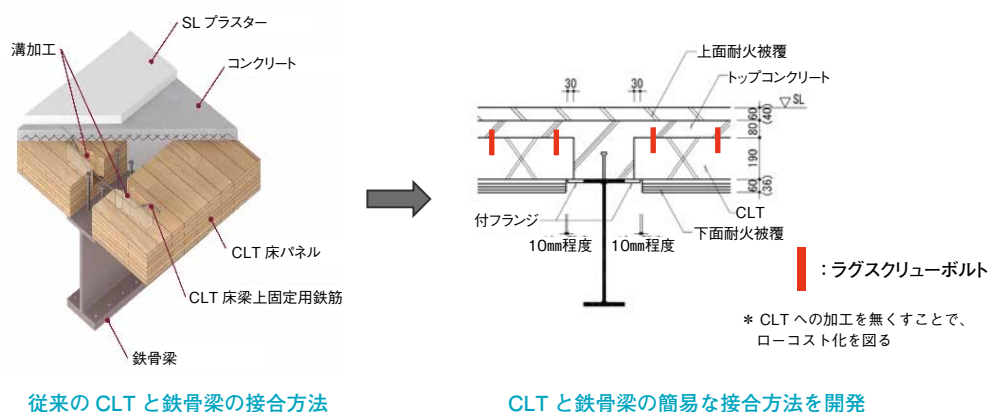 SL プラスター
溝加工
コンクリート
CLT 床パネル
CLT 床梁上固定用鉄筋
鉄骨梁
従来の CLT と鉄骨梁の接合方法
上面耐火被覆
トップコンクリート
30
30
SL
60
(40)
80
190
60
(36)
CLT
付フランジ
下面耐火被覆
10㎜程度
10㎜程度
：ラグスクリューボルト
＊ CLT への加工を無くすことで、
ローコスト化を図る
CLT と鉄骨梁の簡易な接合方法を開発